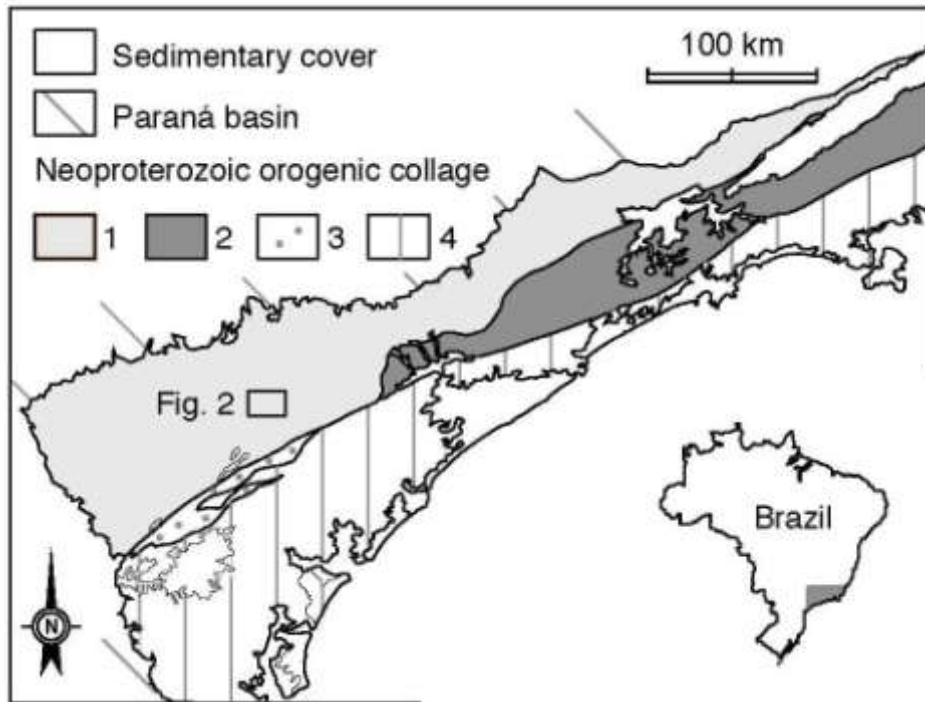 Sedimentary cover
100 km
Paraná basin
Neoproterozoic orogenic collage
1 2 3 4
Fig. 2
Brazil
N